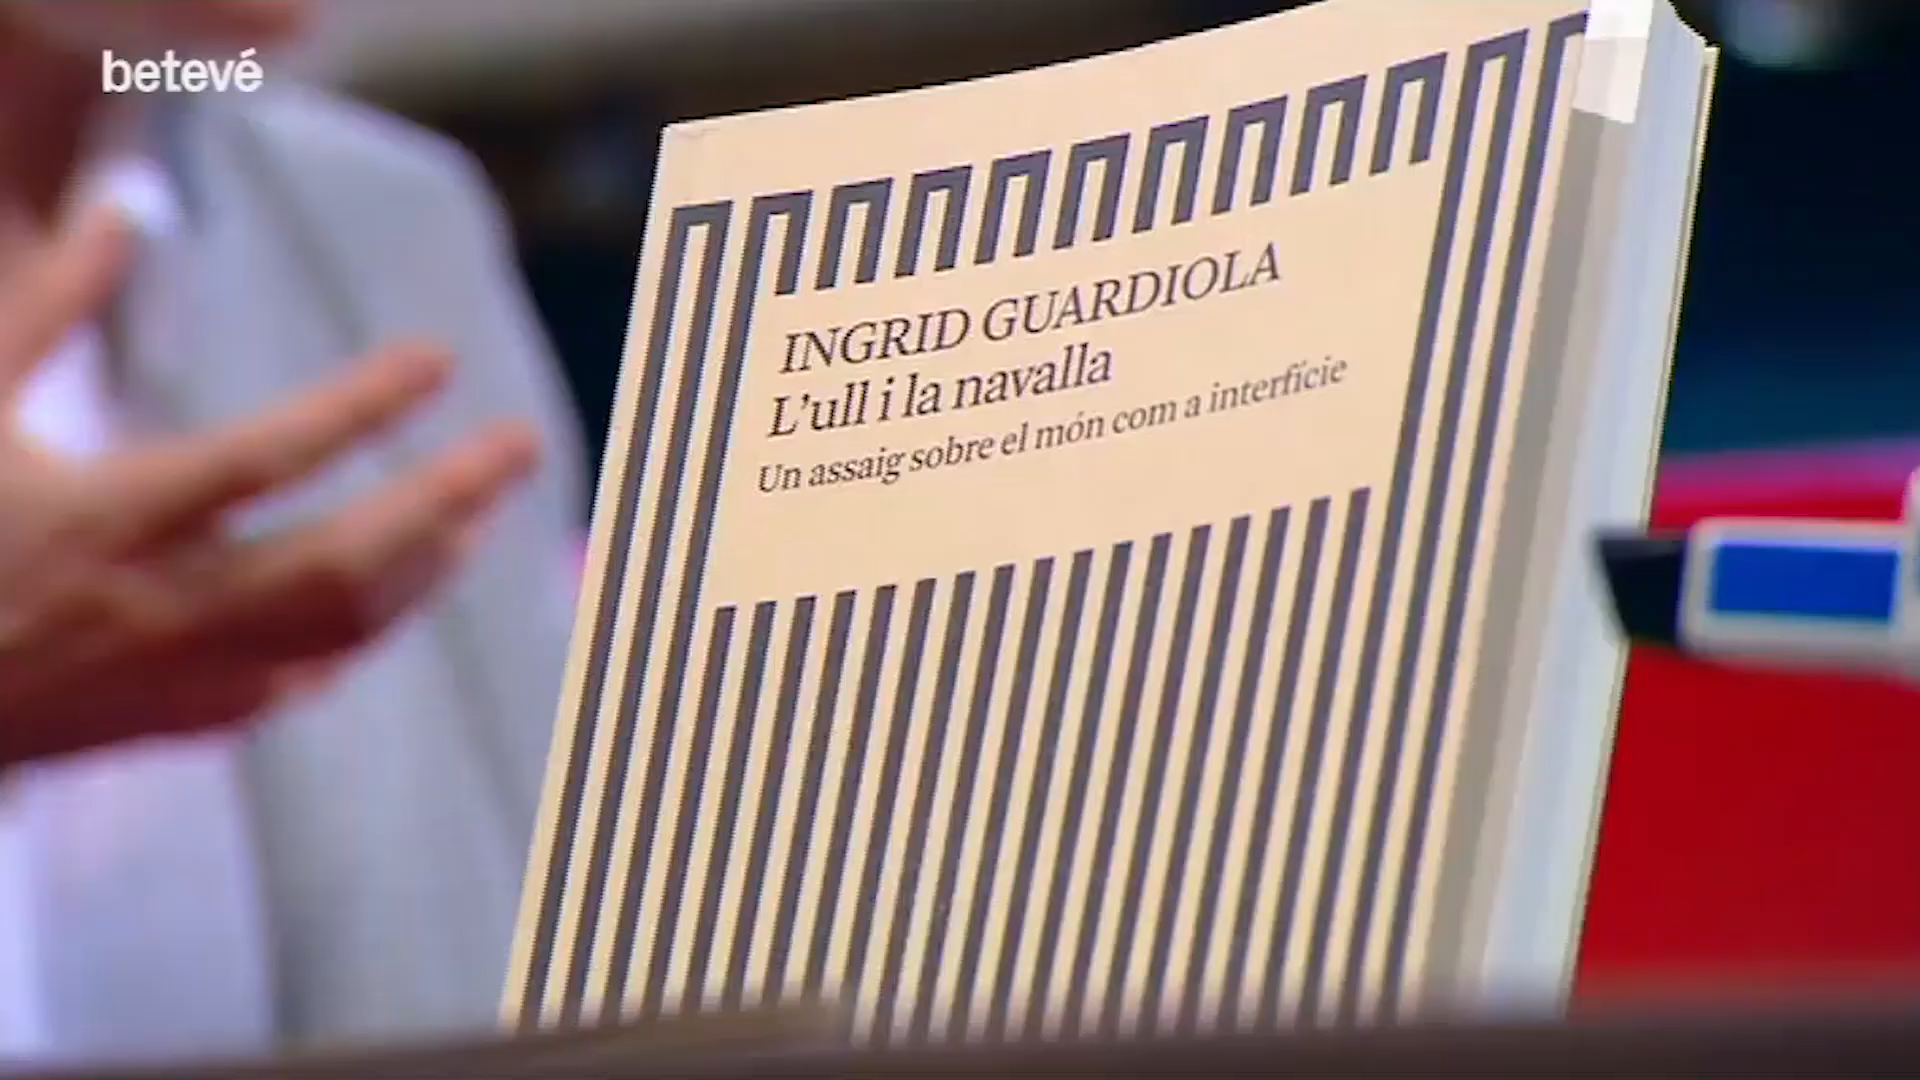 betevé
INGRID GUARDIOLA
L'ull i la navalla
Un assaig sobre el món com a interfície